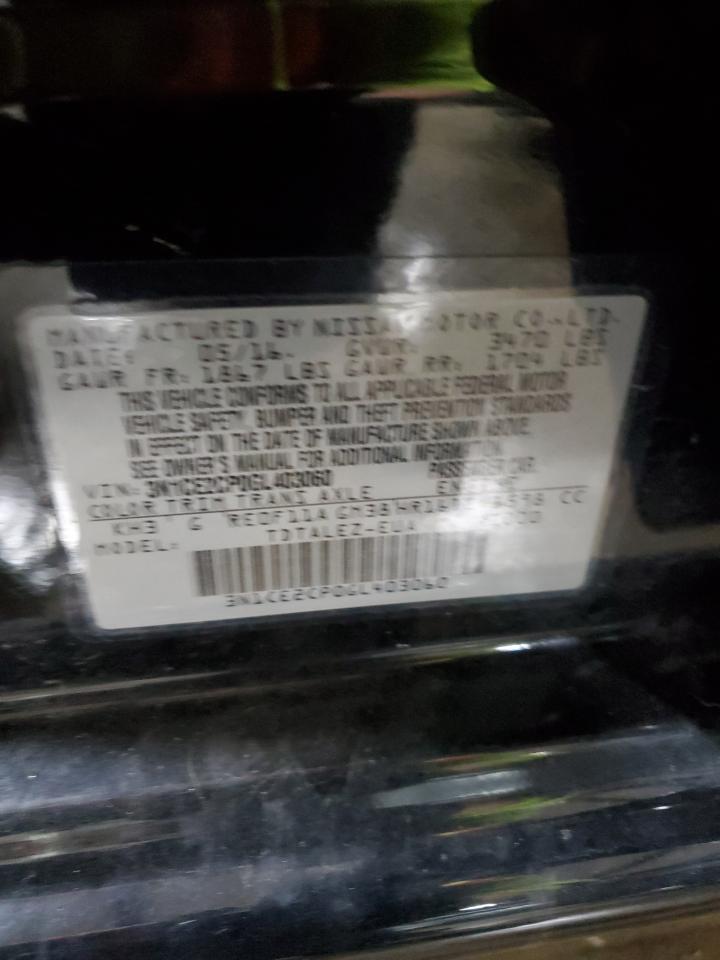 MANUFACTURED BY NISSAN MOTOR CO.,LTD.
DATE: 05/16. GVWR: 3470 LBS
GAWR FR: 1867 LBS GAWR RR: 1704 LBS
THIS VEHICLE CONFORMS TO ALL APPLICABLE FEDERAL MOTOR
VEHICLE SAFETY, BUMPER AND THEFT PREVENTION STANDARDS
IN EFFECT ON THE DATE OF MANUFACTURE SHOWN ABOVE.
SEE OWNER'S MANUAL FOR ADDITIONAL INFORMATION.
VIN: 3N1CE2CP0GL403060 PASSENGER CAR.
COLOR TRIM TRANS AXLE ENGINE
KH3 G RE0F11A GM38 CC
MODEL: TDTALEZ-EUA
3N1CE2CP0GL403060